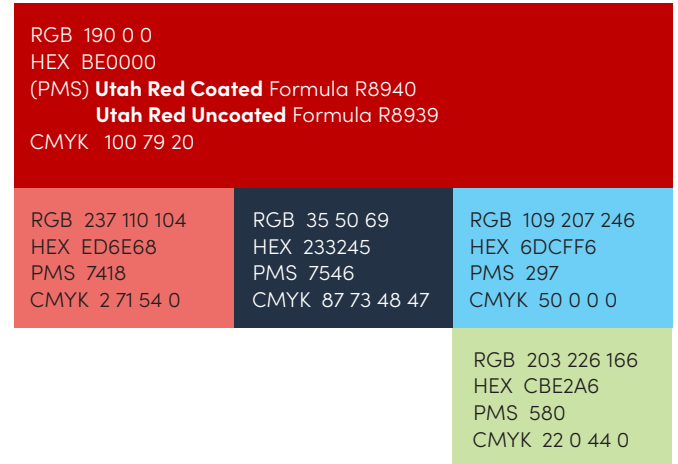 RGB 190 0 0
HEX BE0000
(PMS) Utah Red Coated Formula R8940
Utah Red Uncoated Formula R8939
CMYK 100 79 20
RGB 237 110 104
HEX ED6E68
PMS 7418
CMYK 2 71 54 0
RGB 35 50 69
HEX 233245
PMS 7546
CMYK 87 73 48 47
RGB 109 207 246
HEX 6DCFF6
PMS 297
CMYK 50 0 0 0
RGB 203 226 166
HEX CBE2A6
PMS 580
CMYK 22 0 44 0